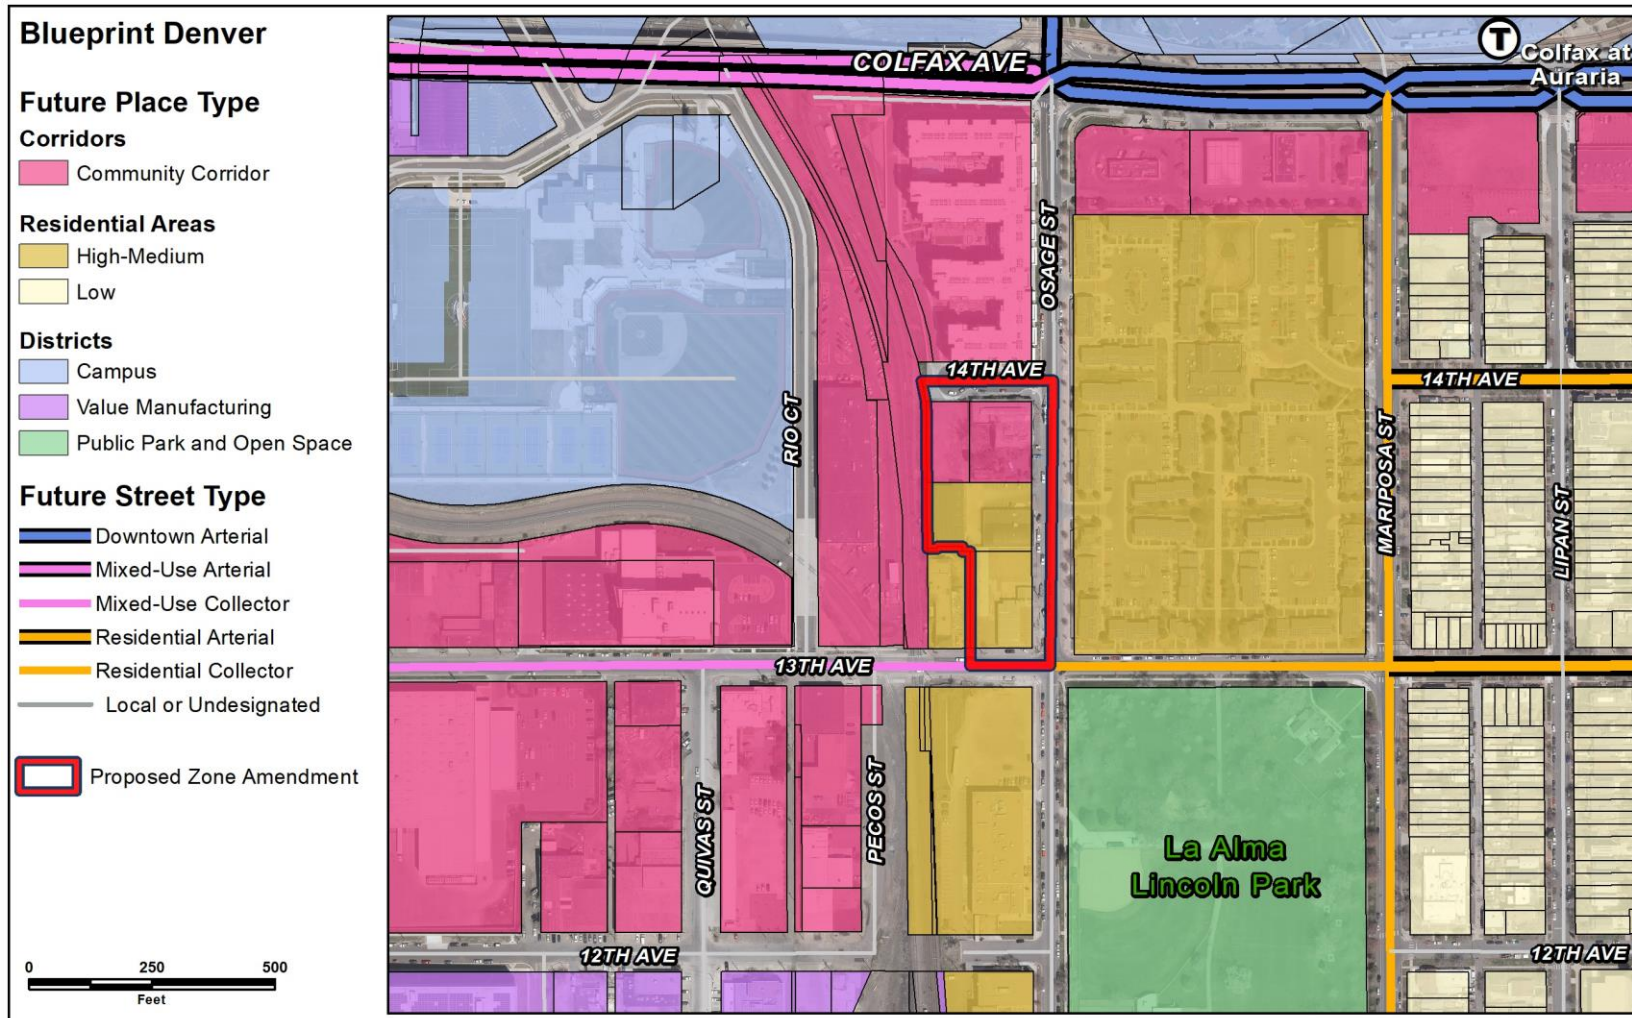 Blueprint Denver
Future Place Type
Corridors
Community Corridor
Residential Areas
High-Medium
Low
Districts
Campus
Value Manufacturing
Public Park and Open Space
Future Street Type
Downtown Arterial
Mixed-Use Arterial
Mixed-Use Collector
Residential Arterial
Residential Collector
Local or Undesignated
Proposed Zone Amendment
0 250 500
Feet
COLFAX AVE
T
Colfax at
Auraria
OSAGE ST
14TH AVE
14TH AVE
RIO CT
MARIPOSA ST
LIPAN ST
13TH AVE
QUIVAS ST
PECOS ST
La Alma
Lincoln Park
12TH AVE
12TH AVE